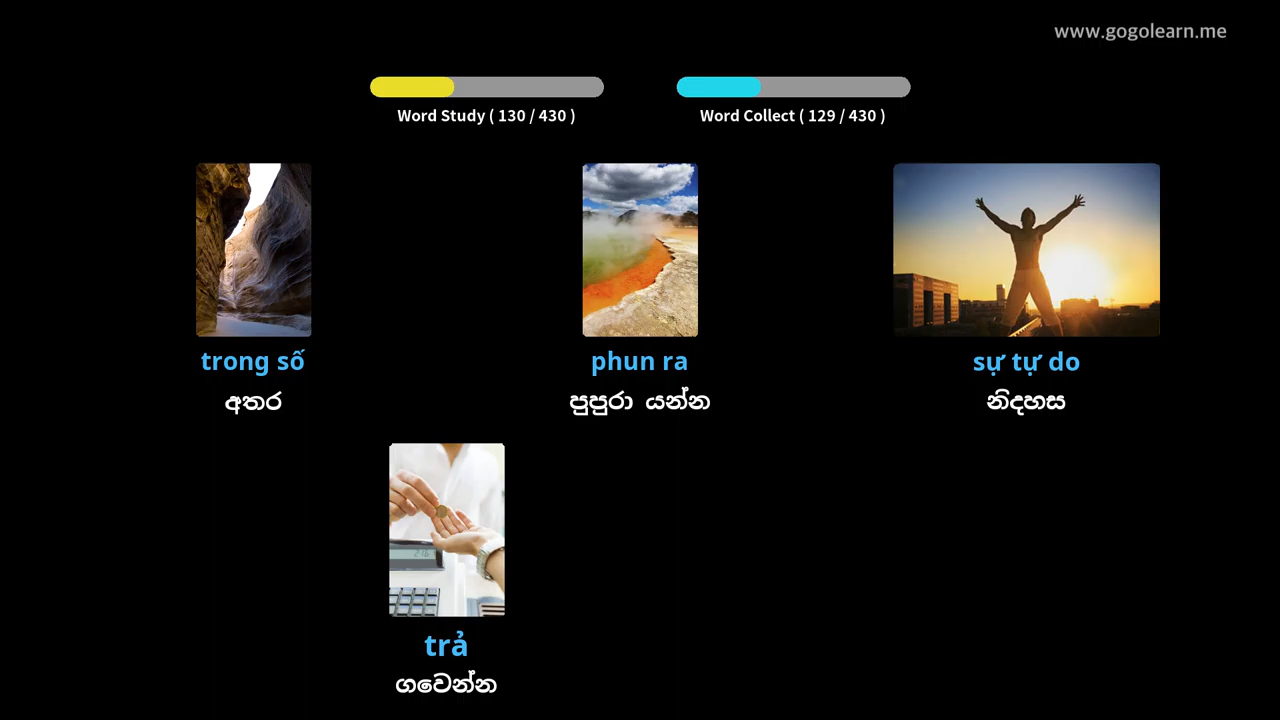 www.gogolearn.me
Word Study ( 130 / 430 )
Word Collect ( 129 / 430 )
trong số
අතර
phun ra
පුපුරා යන්න
sự tự do
නිදහස
trả
ගවෙන්න